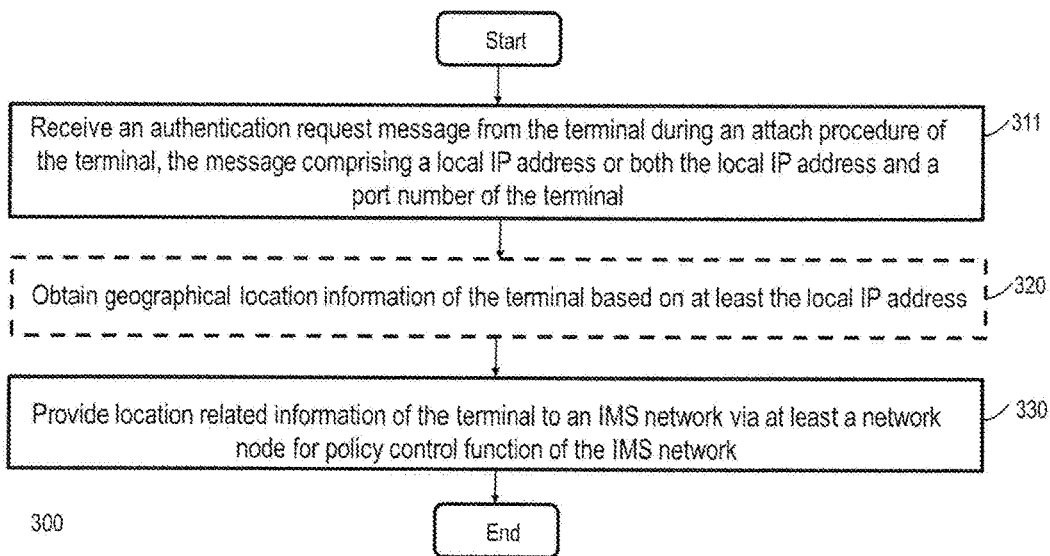 Start
Receive an authentication request message from the terminal during an attach procedure of
the terminal, the message comprising a local IP address or both the local IP address and a
port number of the terminal
311
Obtain geographical location information of the terminal based on at least the local IP address
320
Provide location related information of the terminal to an IMS network via at least a network
node for policy control function of the IMS network
330
End
300